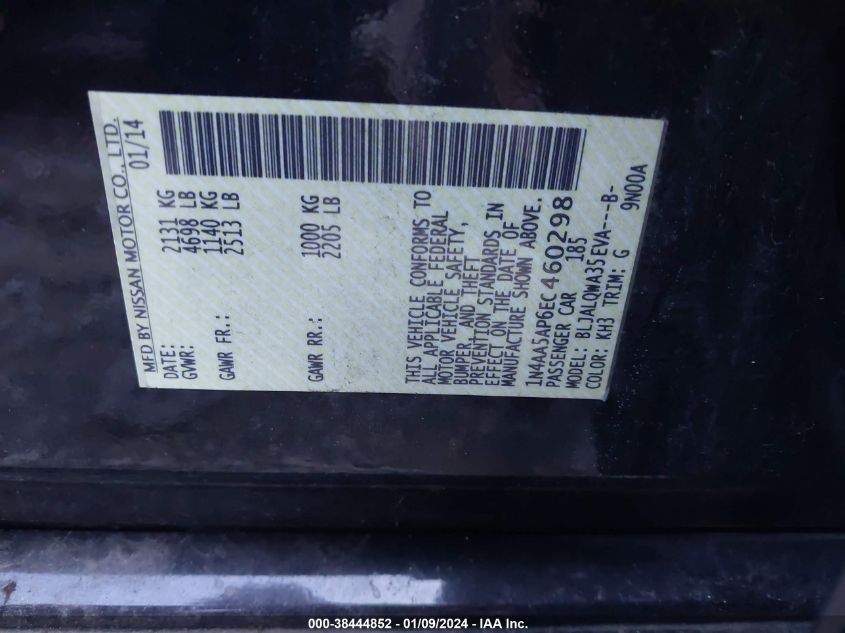 MFD BY NISSAN MOTOR CO., LTD.
DATE: 01/14
GVWR: 2131 KG
4698 LB
GAWR FR.: 1140 KG
2513 LB
GAWR RR.: 1000 KG
2205 LB
THIS VEHICLE CONFORMS TO
ALL APPLICABLE FEDERAL
MOTOR VEHICLE SAFETY,
BUMPER, AND THEFT
PREVENTION STANDARDS IN
EFFECT ON THE DATE OF
MANUFACTURE SHOWN ABOVE.
1N4AA5AP6EC460298
PASSENGER CAR 185
MODEL: BLJALQWA35EVA---B-
COLOR: KH3 TRIM: G 9N00A
000-38444852 - 01/09/2024 - IAA Inc.